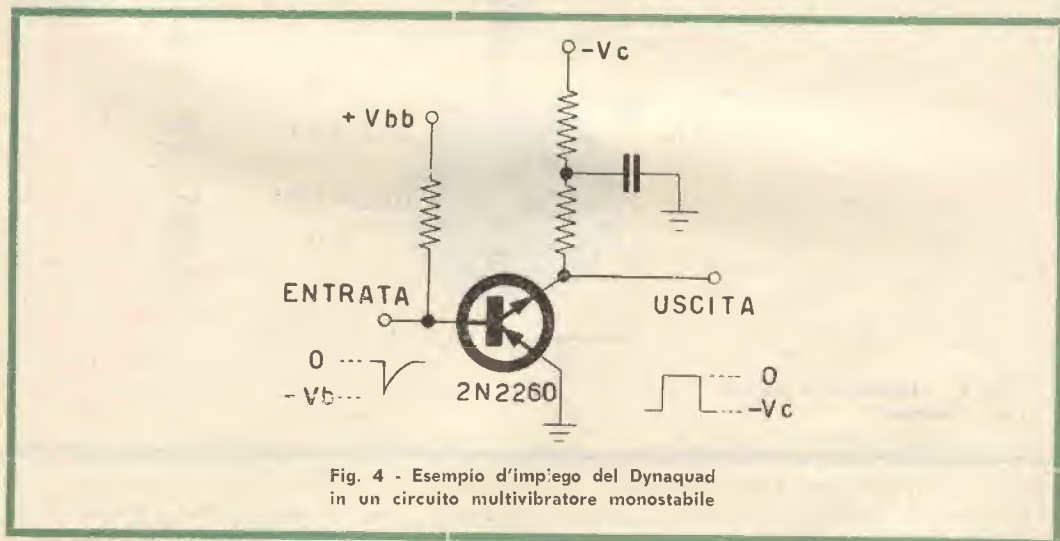 -Vc
+ Vbb
ENTRATA
USCITA
0
- Vb
2N2260
0
-Vc
Fig. 4 - Esempio d'impiego del Dynaquad
in un circuito multivibratore monostabile